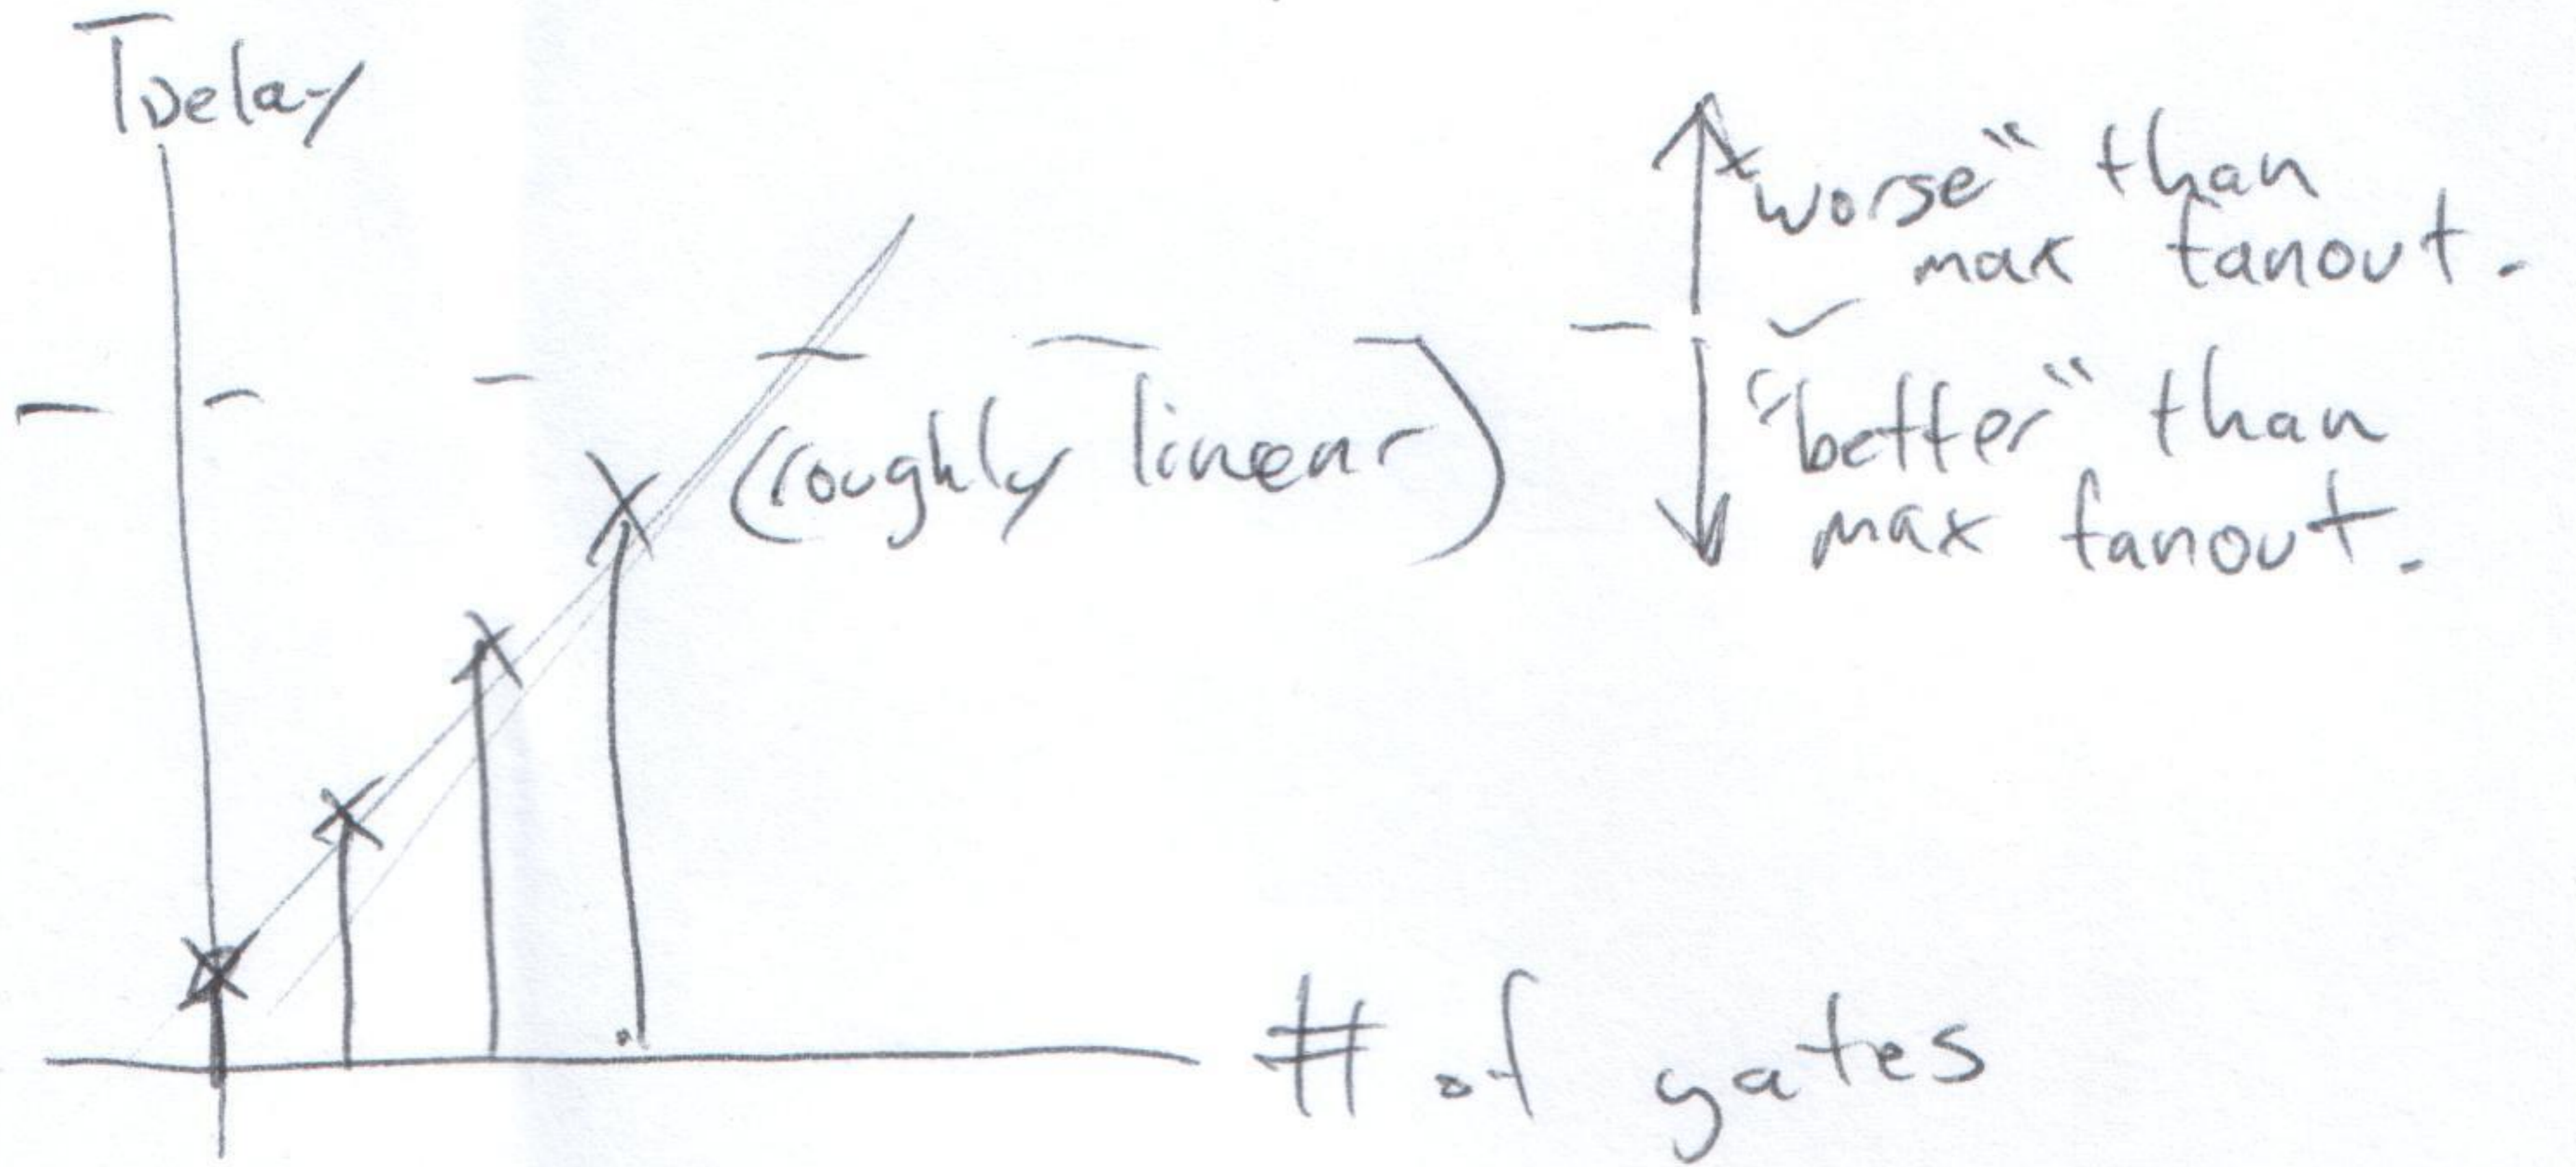 TDelay
"worse" than
max fanout.
(roughly linear)
"better" than
max fanout.
# of gates